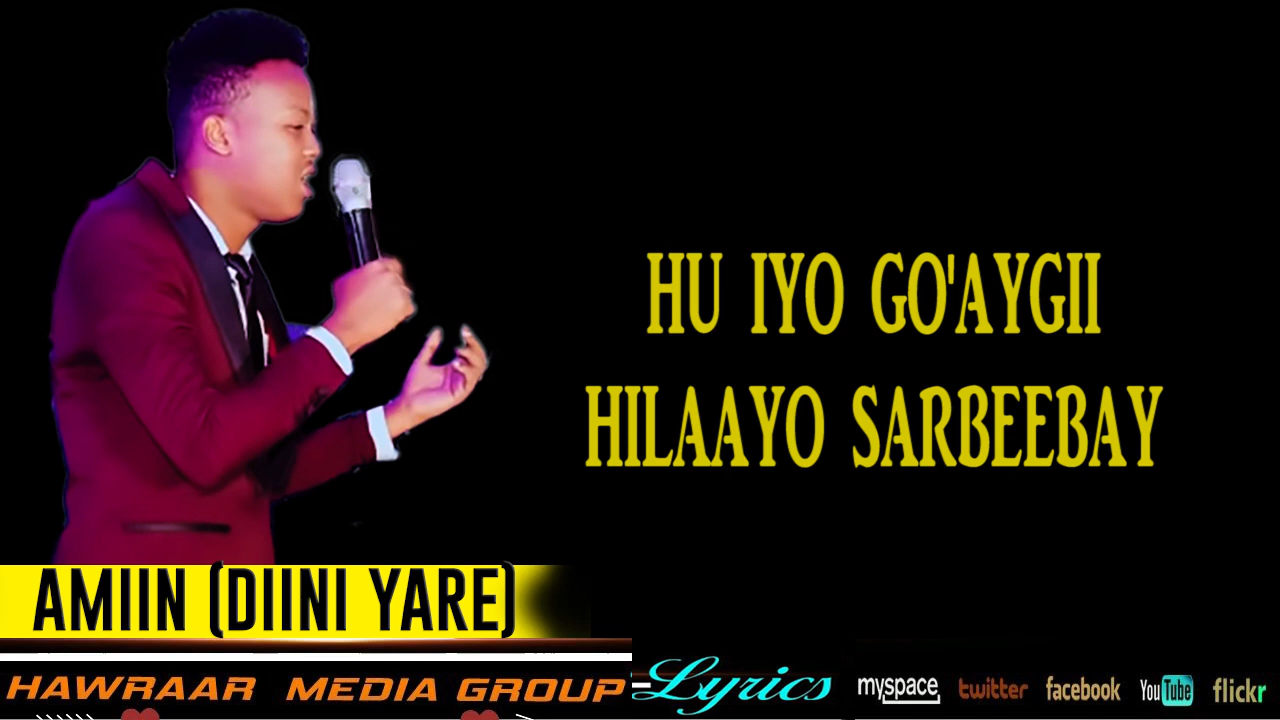 HU IYO GO'AYGII
HILAAYO SARBEEBAY
AMIIN (DIINI YARE)
HAWRAAR MEDIA GROUP Lyrics myspace twitter facebook YouTube flickr